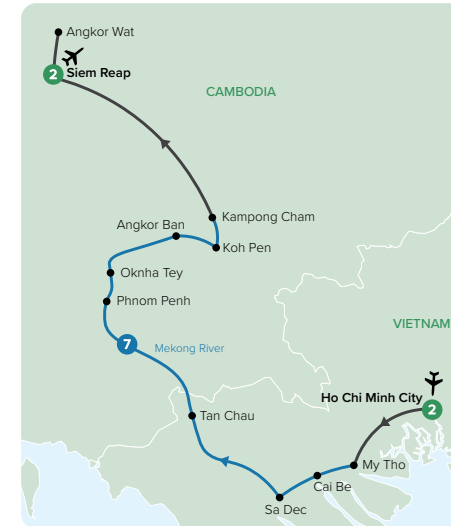 Angkor Wat
2 Siem Reap
CAMBODIA
Kampong Cham
Angkor Ban
Koh Pen
Oknha Tey
Phnom Penh
VIETNAM
7
Mekong River
Ho Chi Minh City 2
Tan Chau
My Tho
Cai Be
Sa Dec